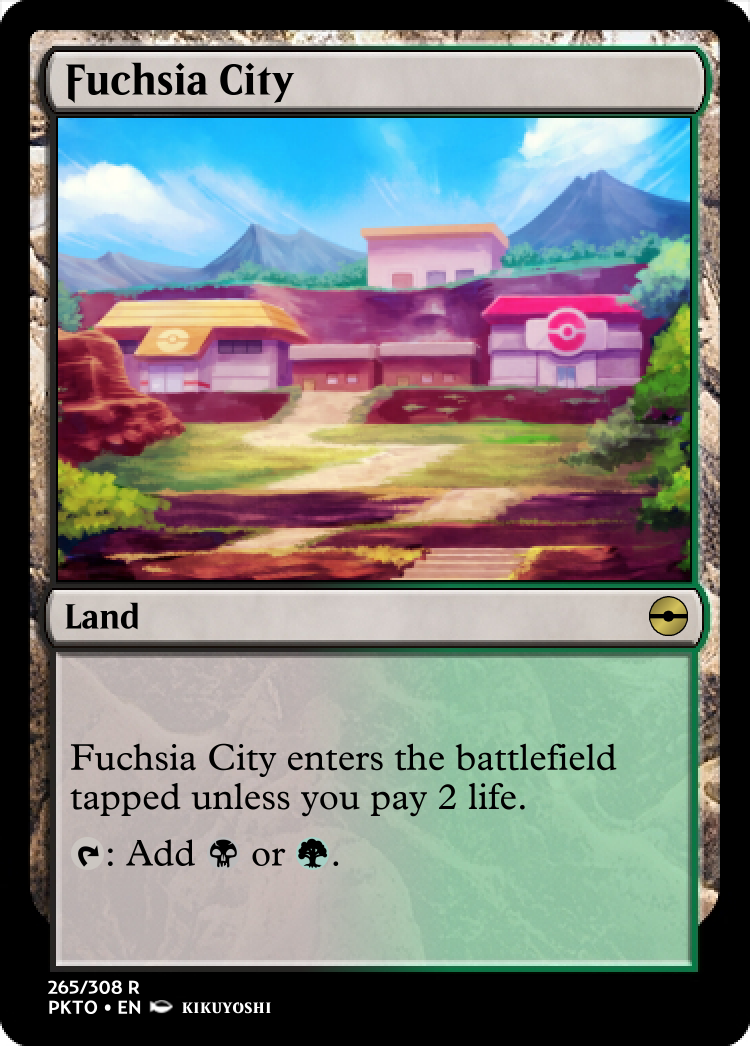 Fuchsia City
Land
Fuchsia City enters the battlefield
tapped unless you pay 2 life.
: Add or .
265/308 R
PKTO • EN KIKUYOSHI